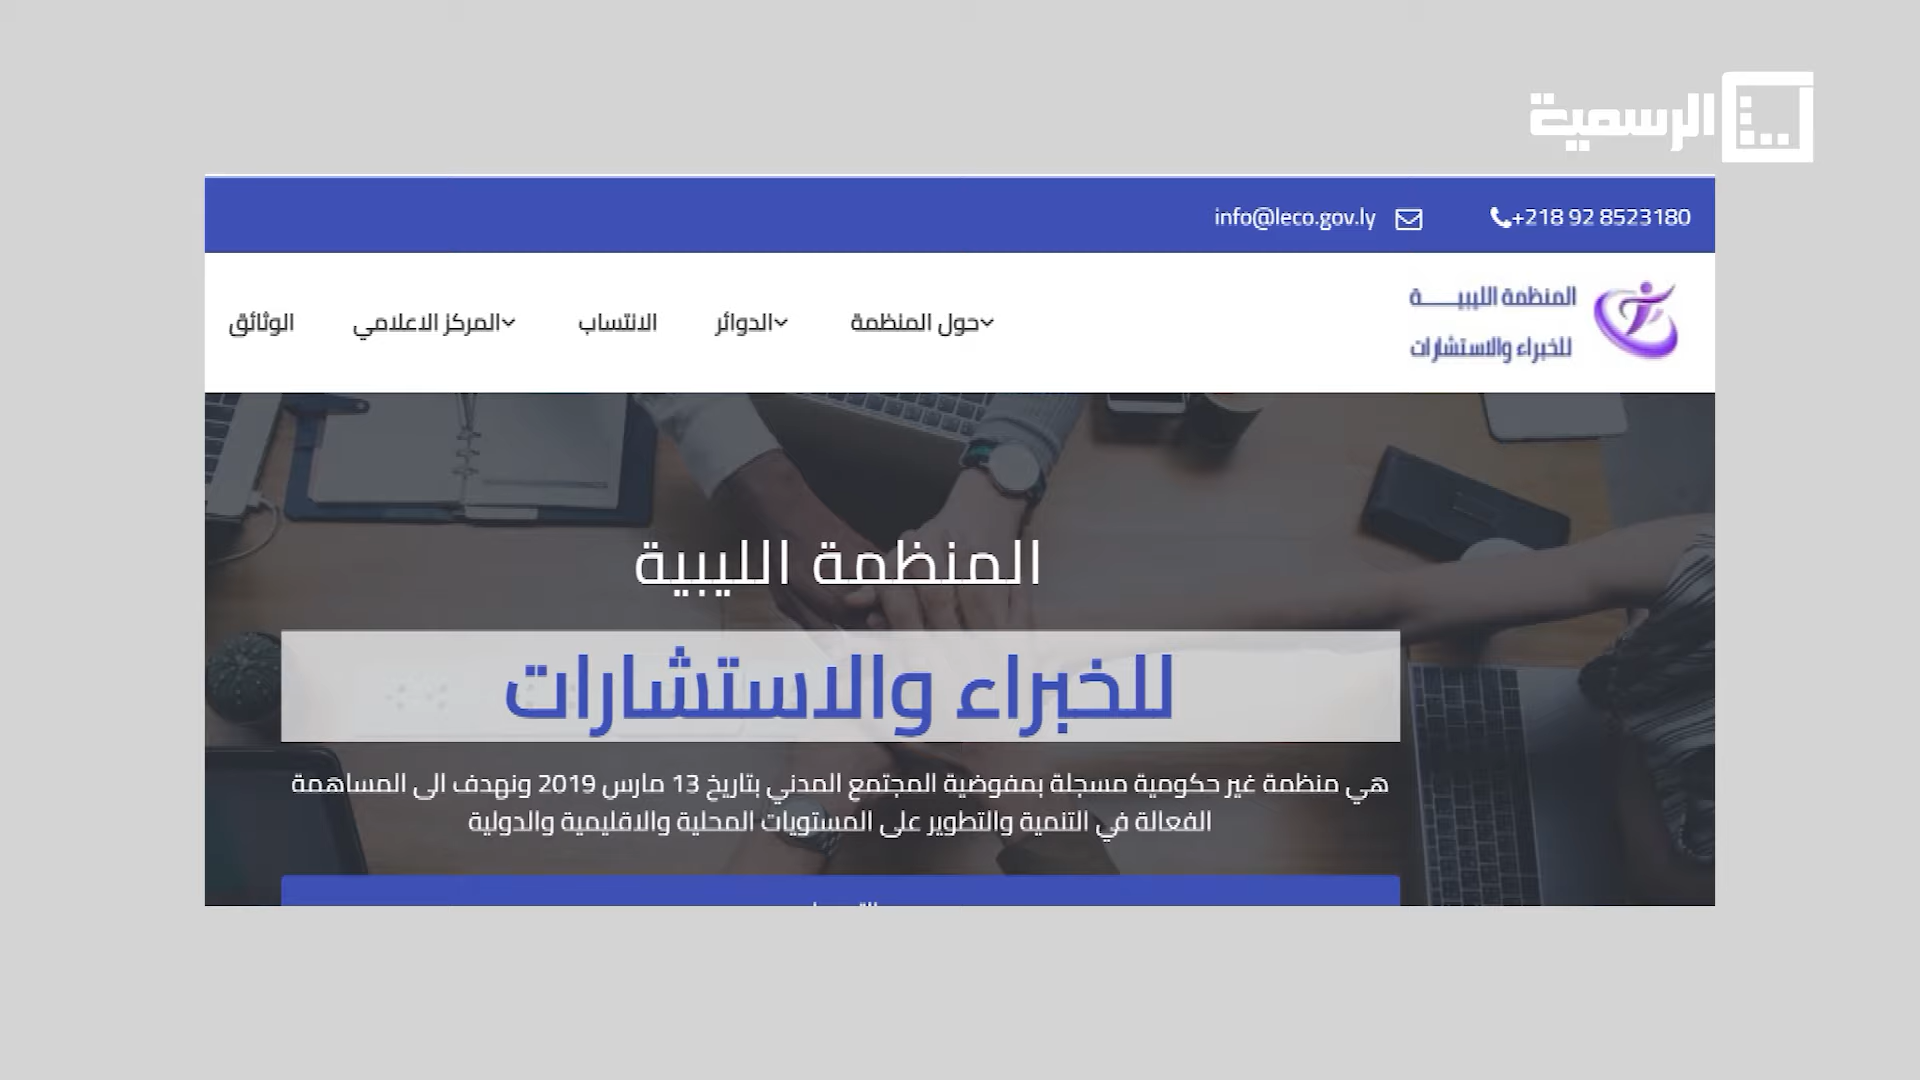 الرسمية
+218 92 8523180
info@leco.gov.ly
المنظمة الليبيـــــة
للخبراء والاستشارات
حول المنظمة
الدوائر
الانتساب
المركز الاعلامي
الوثائق
المنظمة الليبية
للخبراء والاستشارات
هي منظمة غير حكومية مسجلة بمفوضية المجتمع المدني بتاريخ 13 مارس 2019 ونهدف الى المساهمة
الفعالة في التنمية والتطوير على المستويات المحلية والاقليمية والدولية